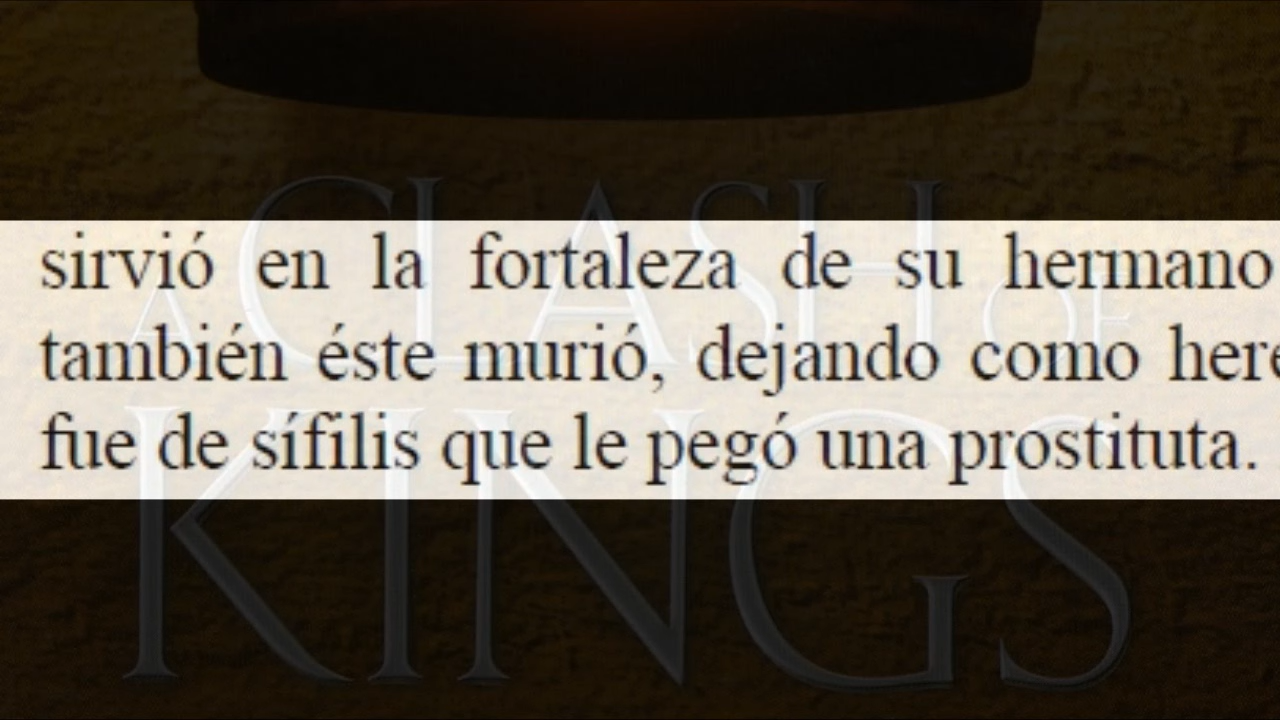 sirvió en la fortaleza de su hermano
también éste murió, dejando como here
fue de sífilis que le pegó una prostituta.
A CLASH OF
KINGS